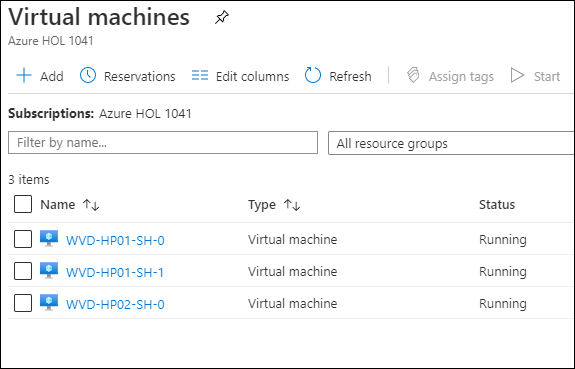 Virtual machines
Azure HOL 1041
Add Reservations Edit columns Refresh Assign tags Start
Subscriptions: Azure HOL 1041
Filter by name... All resource groups
3 items
Name Type Status
WVD-HP01-SH-0 Virtual machine Running
WVD-HP01-SH-1 Virtual machine Running
WVD-HP02-SH-0 Virtual machine Running